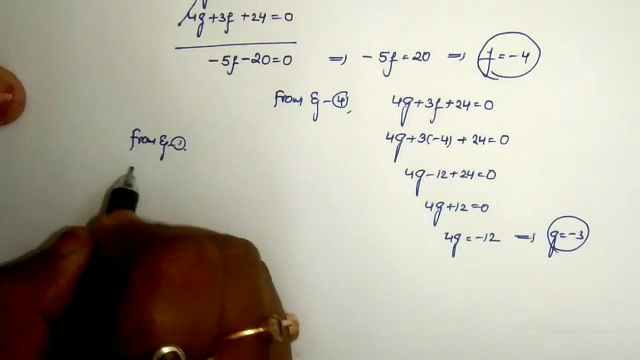 4g+3f+24=0
-5f-20=0 ⇒ -5f=20 ⇒ f=-4
from Eq-④, 4g+3f+24=0
4g+3(-4)+24=0
from Eq-①,
4g-12+24=0
4g+12=0
4g=-12 ⇒ g=-3